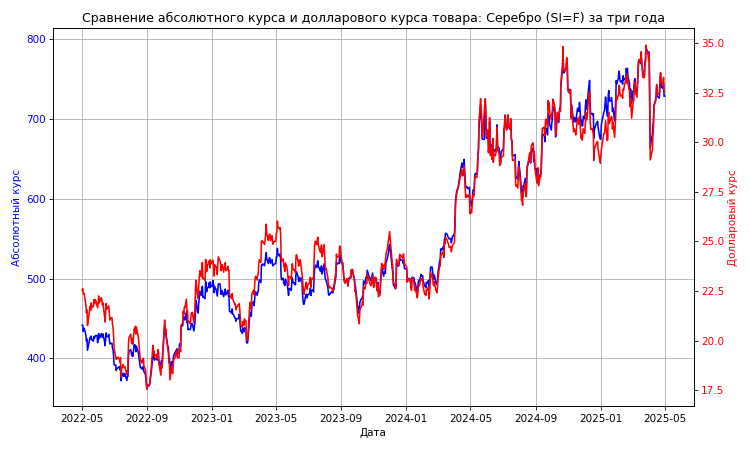 Сравнение абсолютного курса и долларового курса товара: Серебро (SI=F) за три года
800
700
600
500
400
Абсолютный курс
35.0
32.5
30.0
27.5
25.0
22.5
20.0
17.5
Долларовый курс
2022-05 2022-09 2023-01 2023-05 2023-09 2024-01 2024-05 2024-09 2025-01 2025-05
Дата